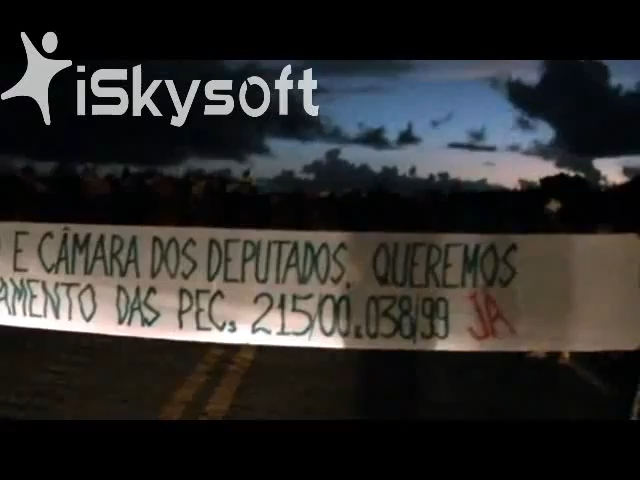 iSkysoft
E CÂMARA DOS DEPUTADOS. QUEREMOS
AMENTO DAS PEC. 215/00.038/99 JA